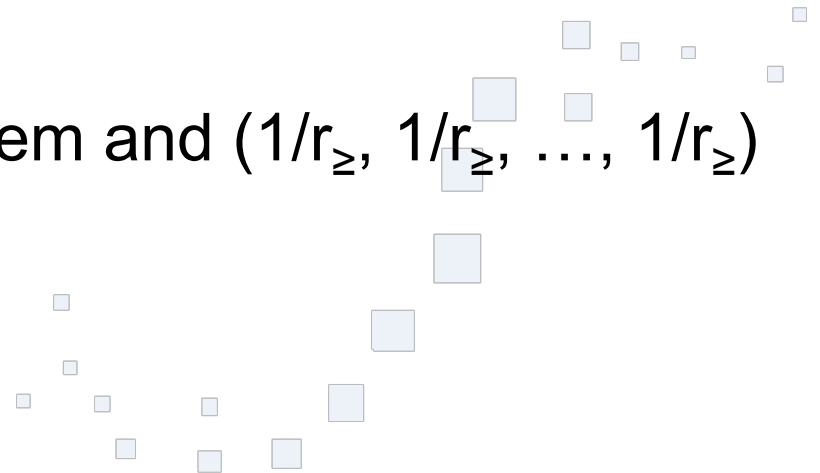 em and (1/r≥, 1/r≥, …, 1/r≥)